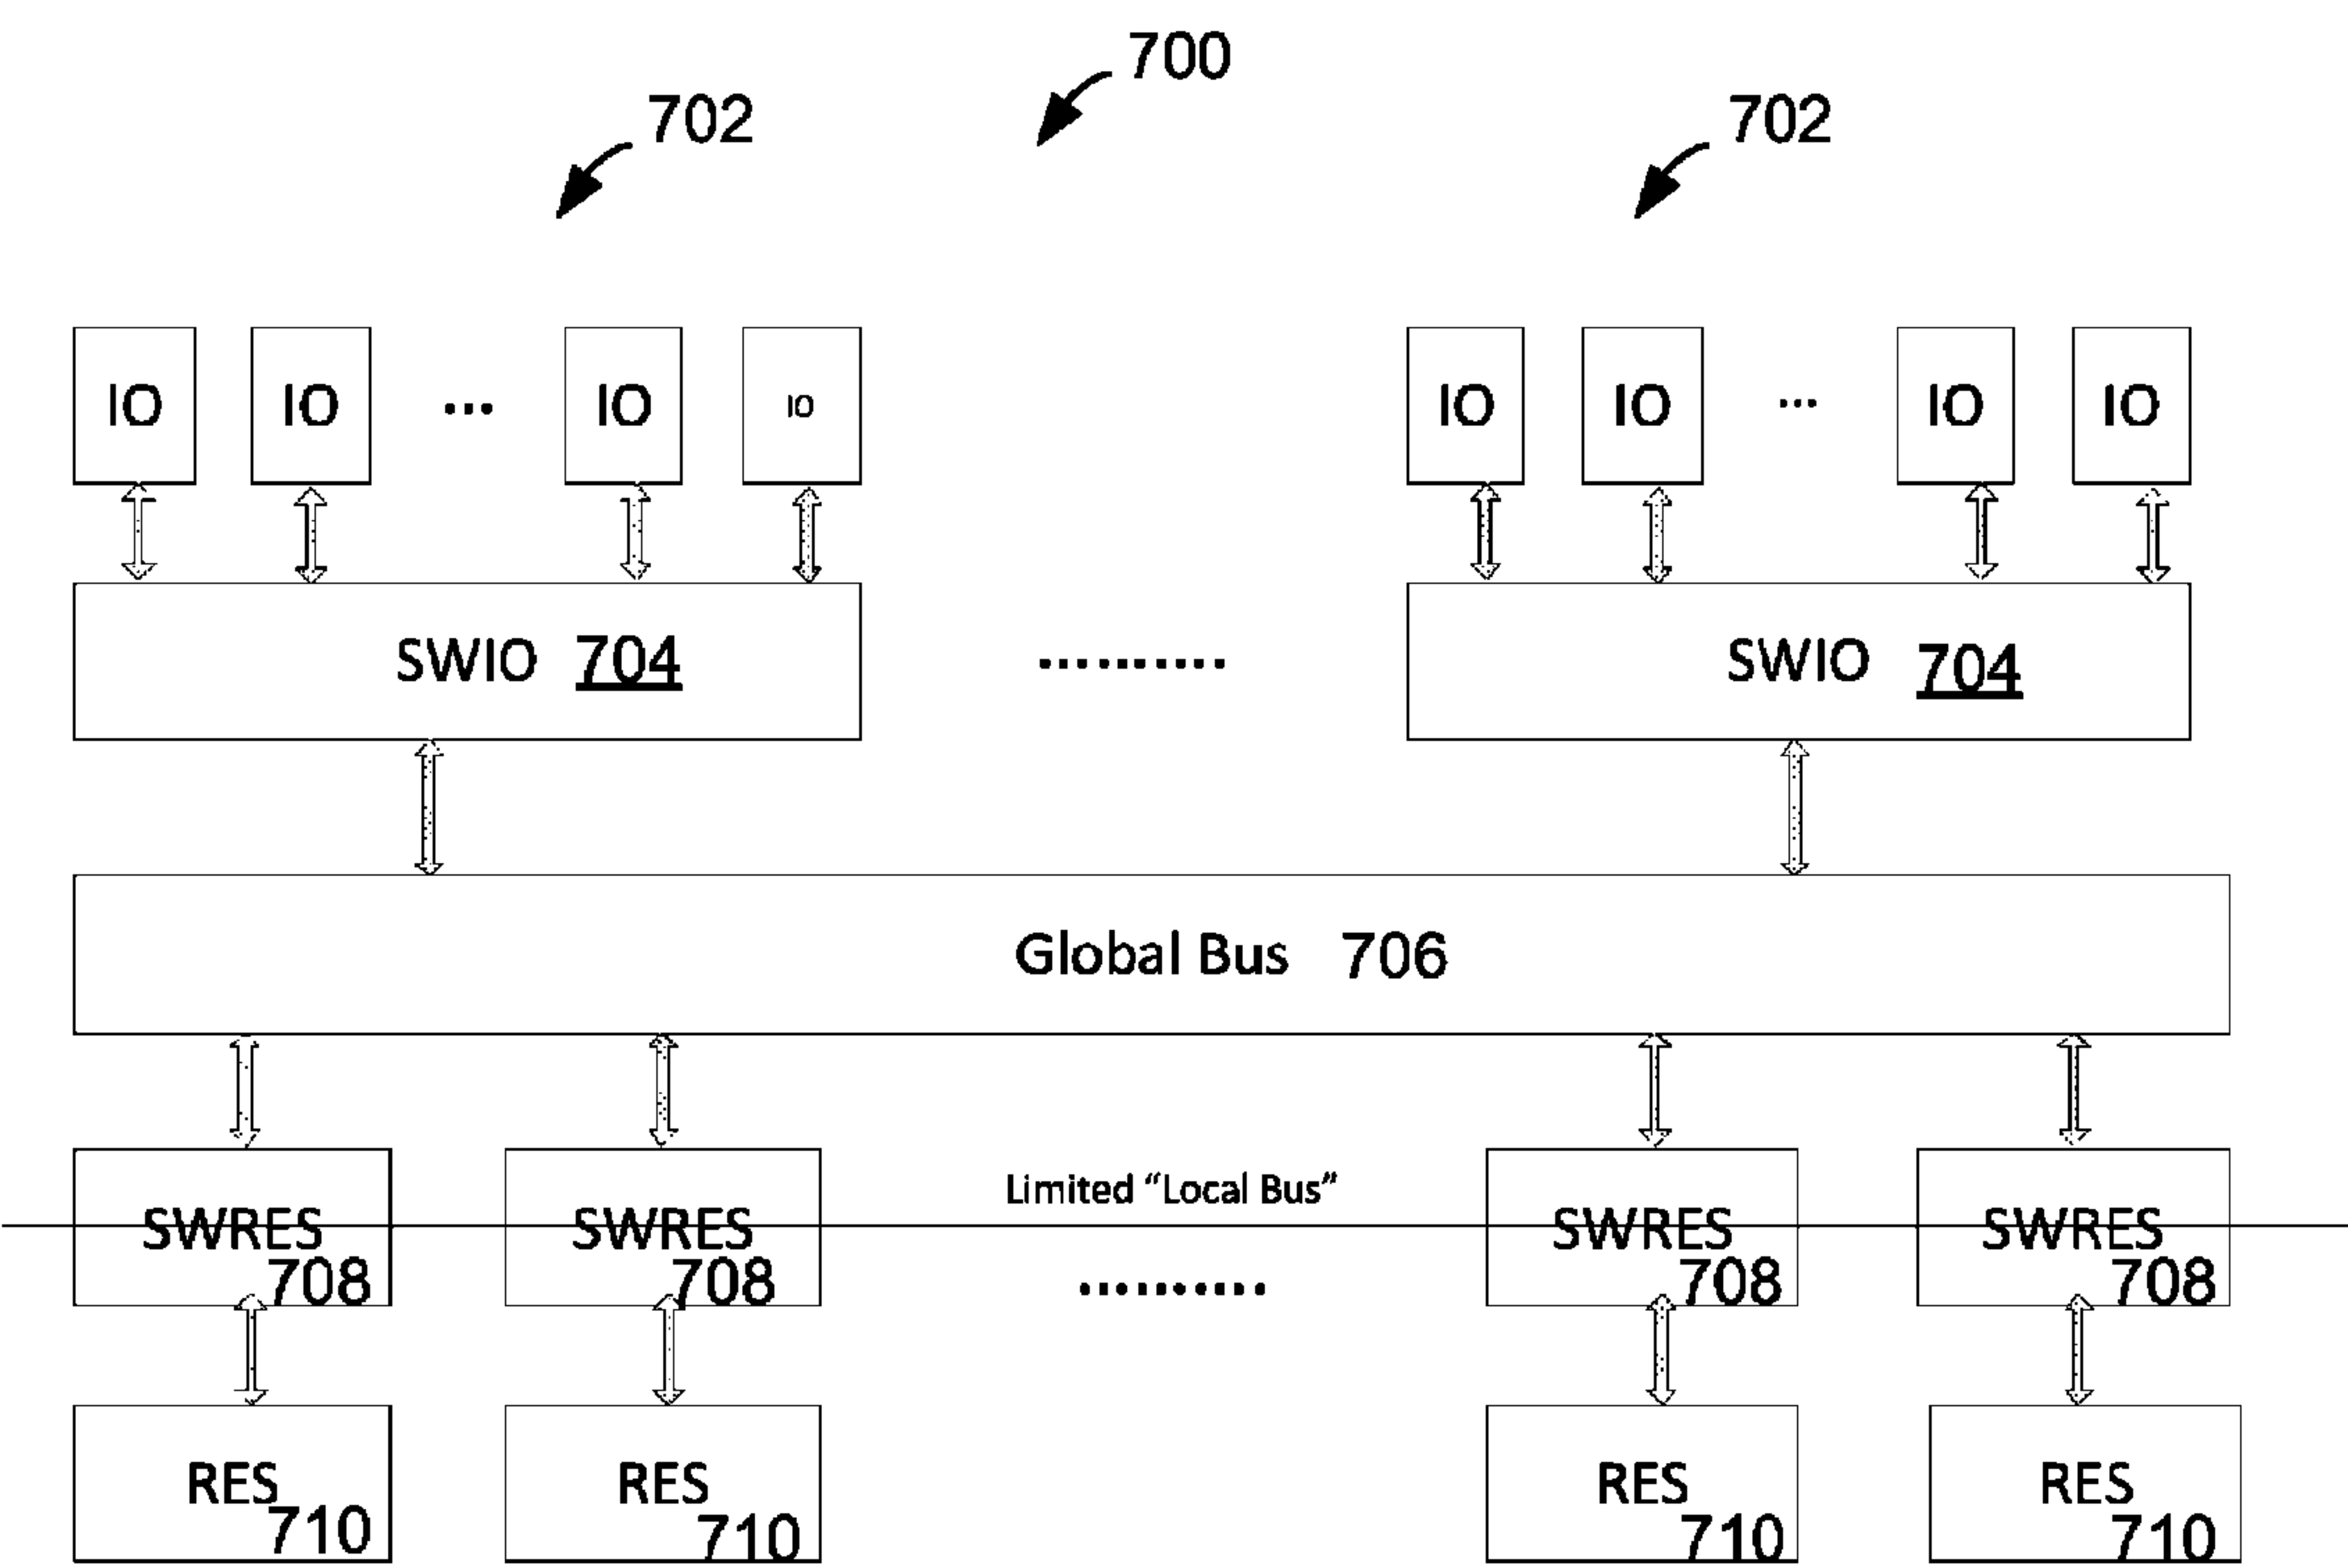 700
702 702
IO IO ... IO IO IO IO ... IO IO
SWIO 704 .......... SWIO 704
Global Bus 706
Limited “Local Bus”
SWRES SWRES SWRES SWRES
708 708 .......... 708 708
RES RES RES RES
710 710 710 710